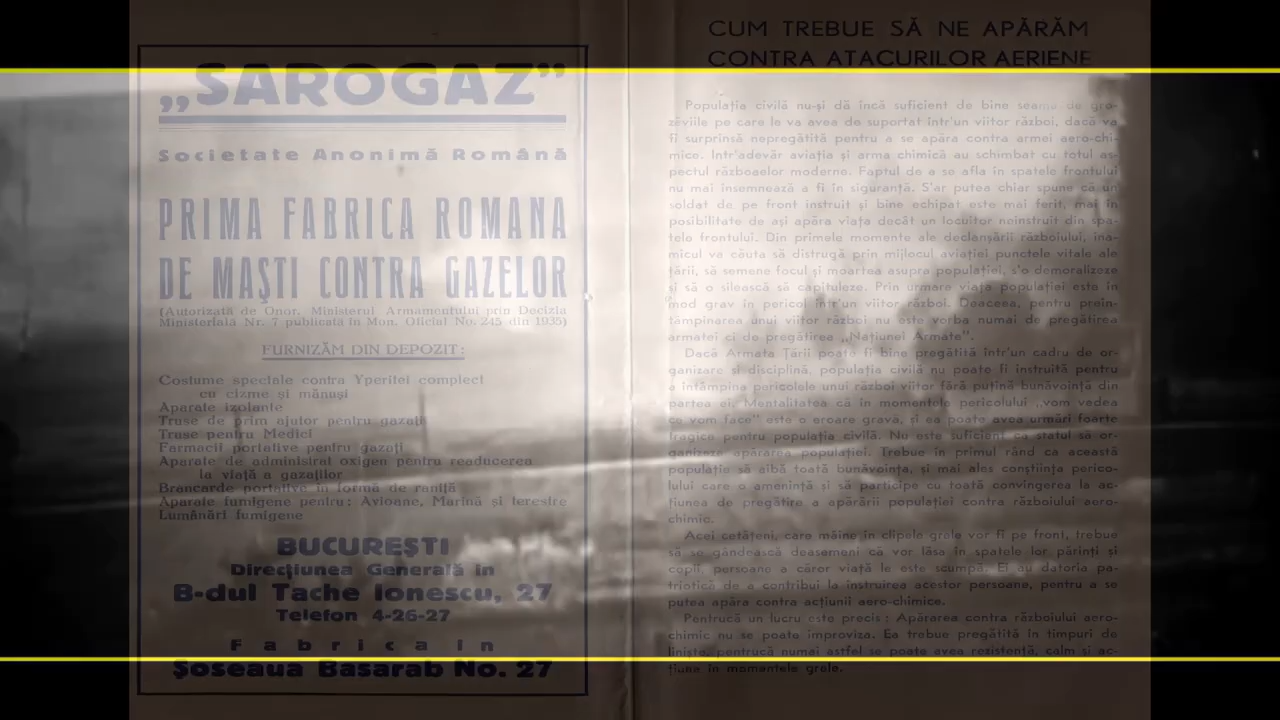 „SAROGAZ”
Societate Anonimă Română
PRIMA FABRICA ROMANA
DE MAŞTI CONTRA GAZELOR
(Autorizată de Onor. Ministerul Armamentului prin Decizia
Ministerială Nr. 7 publicată în Mon. Oficial No. 245 din 1935)
FURNIZĂM DIN DEPOZIT:
Costume speciale contra Yperitei complect
cu cizme şi mănuşi
Aparate izolante
Truse de prim ajutor pentru gazaţi
Truse pentru Medici
Farmacii portative pentru gazaţi
Aparate de administrat oxigen pentru readucerea
la viaţă a gazaţilor
Brancarde portative în formă de raniţă
Aparate fumigene pentru: Avioane, Marină şi terestre
Lumânări fumigene
BUCUREŞTI
Direcţiunea Generală în
B-dul Tache Ionescu, 27
Telefon 4-26-27
Fabrica în
Şoseaua Basarab No. 27
CUM TREBUE SĂ NE APĂRĂM
CONTRA ATACURILOR AERIENE
Populaţia civilă nu-şi dă încă suficient de bine seama de gro-
zăviile pe care le va avea de suportat într'un viitor război, dacă va
fi surprinsă nepregătită pentru a se apăra contra armei aero-chi-
mice. Intr'adevăr aviaţia şi arma chimică au schimbat cu totul as-
pectul războaelor moderne. Faptul de a se afla în spatele frontului
nu mai însemnează a fi în siguranţă. S'ar putea chiar spune că un
soldat de pe front instruit şi bine echipat este mai ferit, mai în
posibilitate de aşi apăra viaţa decât un locuitor neinstruit din spa-
tele frontului. Din primele momente ale declanşării războiului, ina-
micul va căuta să distrugă prin mijlocul aviaţiei punctele vitale ale
ţării, să semene focul şi moartea asupra populaţiei, s'o demoralizeze
şi să o silească să capituleze. Prin urmare viaţa populaţiei este în
mod grav în pericol într'un viitor război. Deaceea, pentru preîn-
tâmpinarea unui viitor război nu este vorba numai de pregătirea
armatei ci de pregătirea „Naţiunei Armate”.
Dacă Armata Ţării poate fi bine pregătită într'un cadru de or-
ganizare şi disciplină, populaţia civilă nu poate fi instruită pentru
a întâmpina pericolele unui război viitor fără puţină bunăvoinţă din
partea ei. Mentalitatea că în momentele pericolului „vom vedea
ce vom face” este o eroare gravă, şi ea poate avea urmări foarte
tragice pentru populaţia civilă. Nu este suficient ca statul să or-
ganizeze apărarea populaţiei. Trebue în primul rând ca această
populaţie să aibă toată bunăvoinţa, şi mai ales conştiinţa perico-
lului care o ameninţă şi să participe cu toată convingerea la ac-
ţiunea de pregătire a apărării populaţiei contra războiului aero-
chimic.
Acei cetăţeni, care mâine în clipele grele vor fi pe front, trebue
să se gândească deasemeni că vor lăsa în spatele lor părinţi şi
copii, persoane a căror viaţă le este scumpă. Ei au datoria pa-
triotică de a contribui la instruirea acestor persoane, pentru a se
putea apăra contra acţiunii aero-chimice.
Pentrucă un lucru este precis: Apărarea contra războiului aero-
chimic nu se poate improviza. Ea trebue pregătită în timpuri de
linişte, pentrucă numai astfel se poate avea rezistenţă, calm şi ac-
ţiune în momentele grele.